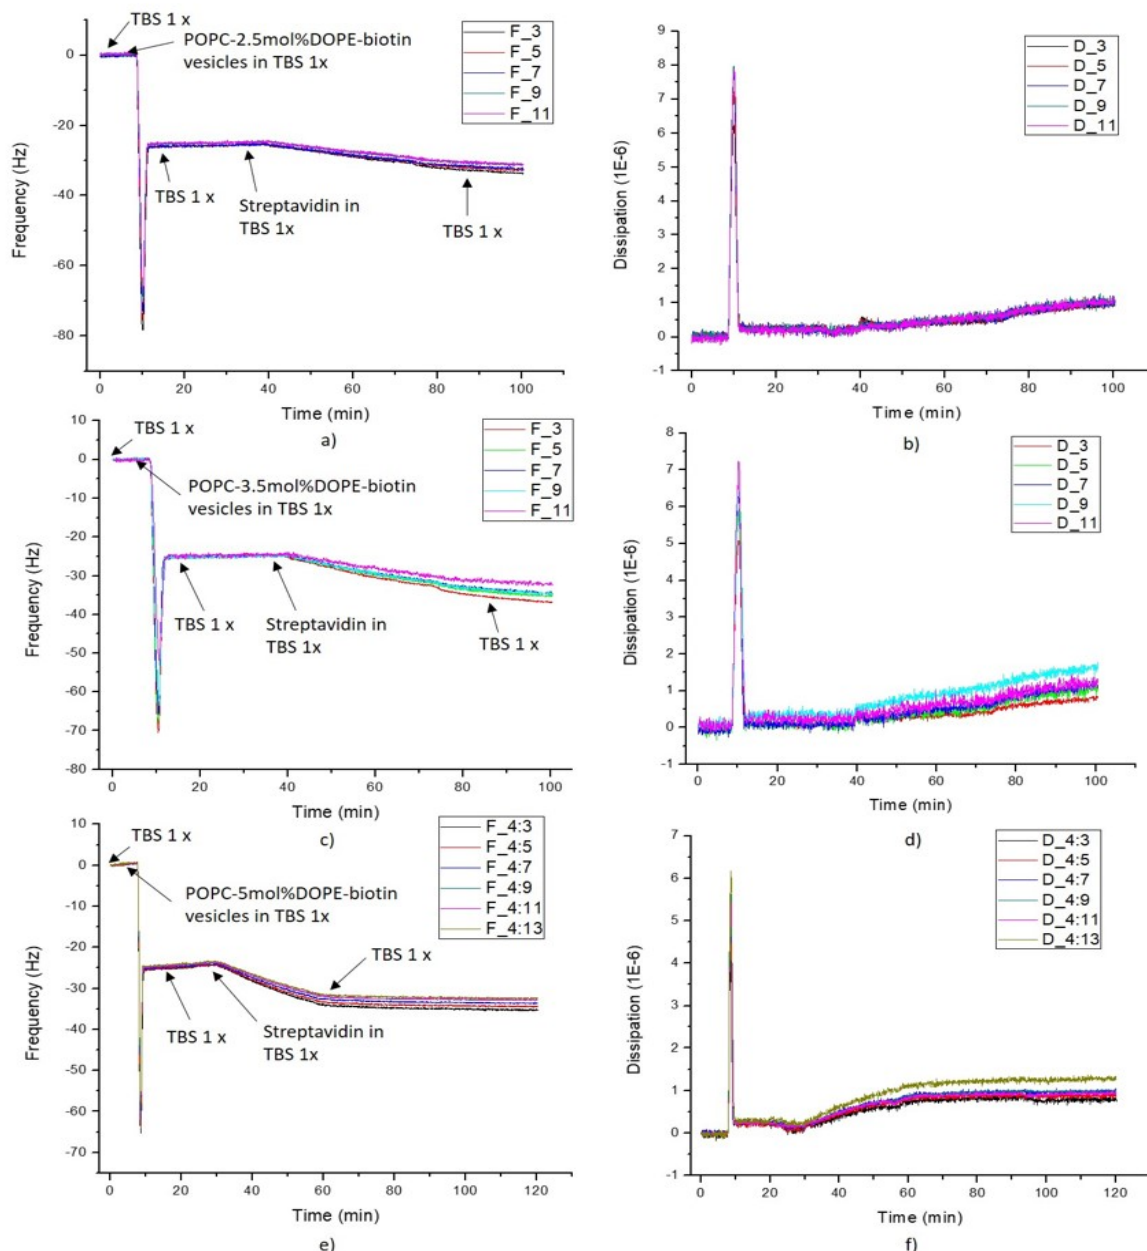 TBS 1 x
POPC-2.5mol%DOPE-biotin
vesicles in TBS 1x
F_3
F_5
F_7
F_9
F_11
0
-20
-40
-60
-80
Frequency (Hz)
TBS 1 x
Streptavidin in
TBS 1x
TBS 1 x
0 20 40 60 80 100
Time (min)
a)
D_3
D_5
D_7
D_9
D_11
9
8
7
6
5
4
3
2
1
0
-1
Dissipation (1E-6)
0 20 40 60 80 100
Time (min)
b)
TBS 1 x
POPC-3.5mol%DOPE-biotin
vesicles in TBS 1x
F_3
F_5
F_7
F_9
F_11
10
0
-10
-20
-30
-40
-50
-60
-70
-80
Frequency (Hz)
TBS 1 x
Streptavidin in
TBS 1x
TBS 1 x
0 20 40 60 80 100
Time (min)
c)
D_3
D_5
D_7
D_9
D_11
8
7
6
5
4
3
2
1
0
-1
Dissipation (1E-6)
0 20 40 60 80 100
Time (min)
d)
TBS 1 x
POPC-5mol%DOPE-biotin
vesicles in TBS 1x
F_4:3
F_4:5
F_4:7
F_4:9
F_4:11
F_4:13
10
0
-10
-20
-30
-40
-50
-60
-70
Frequency (Hz)
TBS 1 x
Streptavidin in
TBS 1x
TBS 1 x
0 20 40 60 80 100 120
Time (min)
e)
D_4:3
D_4:5
D_4:7
D_4:9
D_4:11
D_4:13
7
6
5
4
3
2
1
0
-1
Dissipation (1E-6)
0 20 40 60 80 100 120
Time (min)
f)